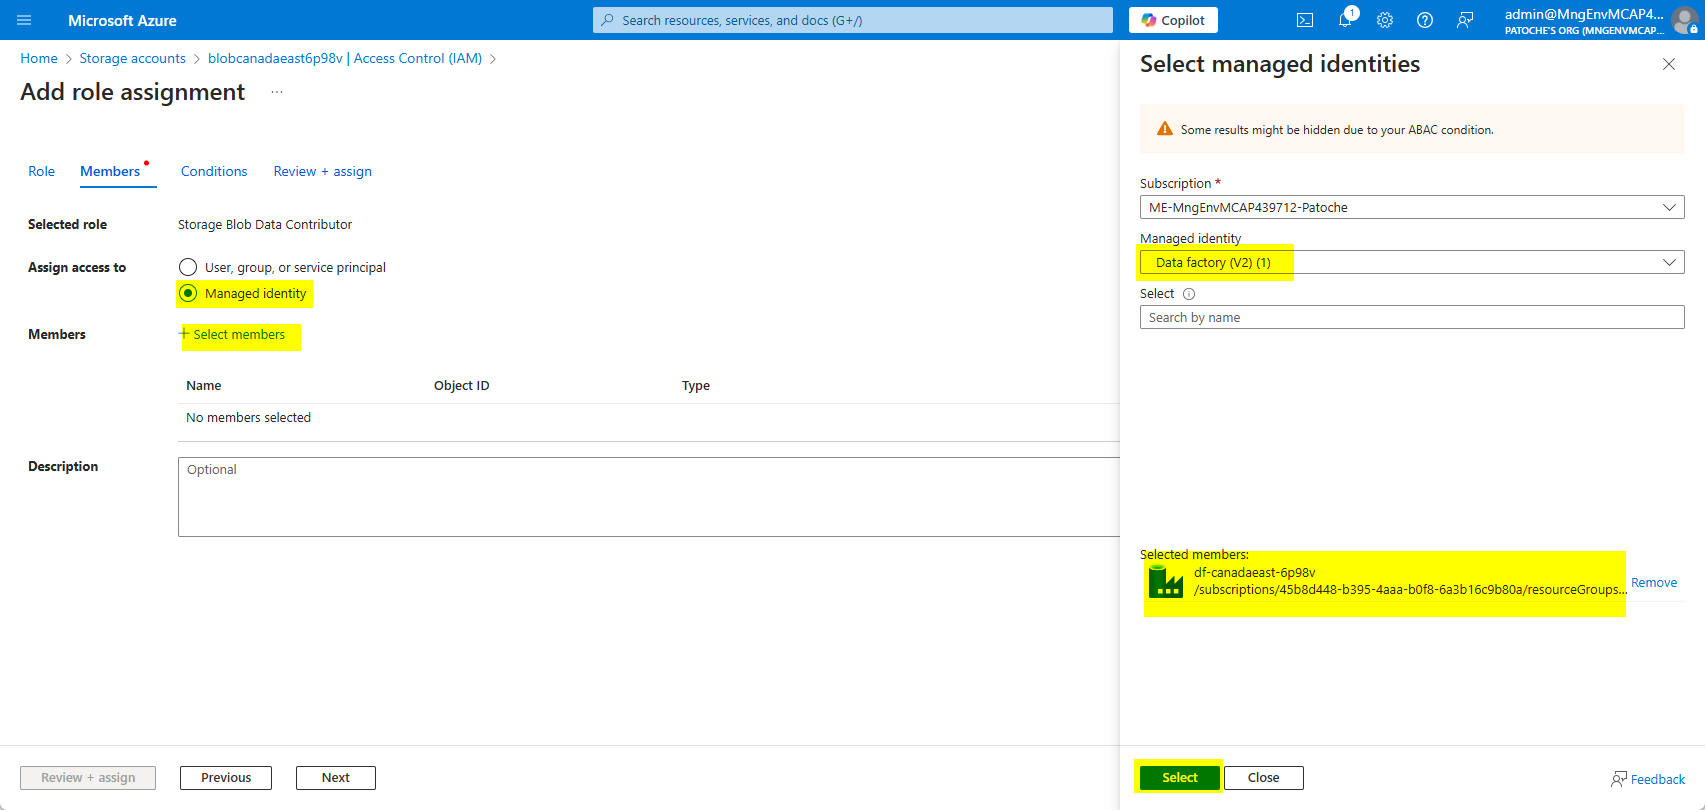 Microsoft Azure
Search resources, services, and docs (G+/)
Copilot
1
admin@MngEnvMCAP4...
PATOCHE'S ORG (MNGENVMCAP...
Home > Storage accounts > blobcanadaeast6p98v | Access Control (IAM) >
Add role assignment ...
Role Members Conditions Review + assign
Selected role Storage Blob Data Contributor
Assign access to User, group, or service principal
Managed identity
Members + Select members
Name Object ID Type
No members selected
Description Optional
Review + assign Previous Next
Select managed identities
Some results might be hidden due to your ABAC condition.
Subscription *
ME-MngEnvMCAP439712-Patoche
Managed identity
Data factory (V2) (1)
Select
Search by name
Selected members:
df-canadaeast-6p98v
/subscriptions/45b8d448-b395-4aaa-b0f8-6a3b16c9b80a/resourceGroups...
Remove
Select Close
Feedback